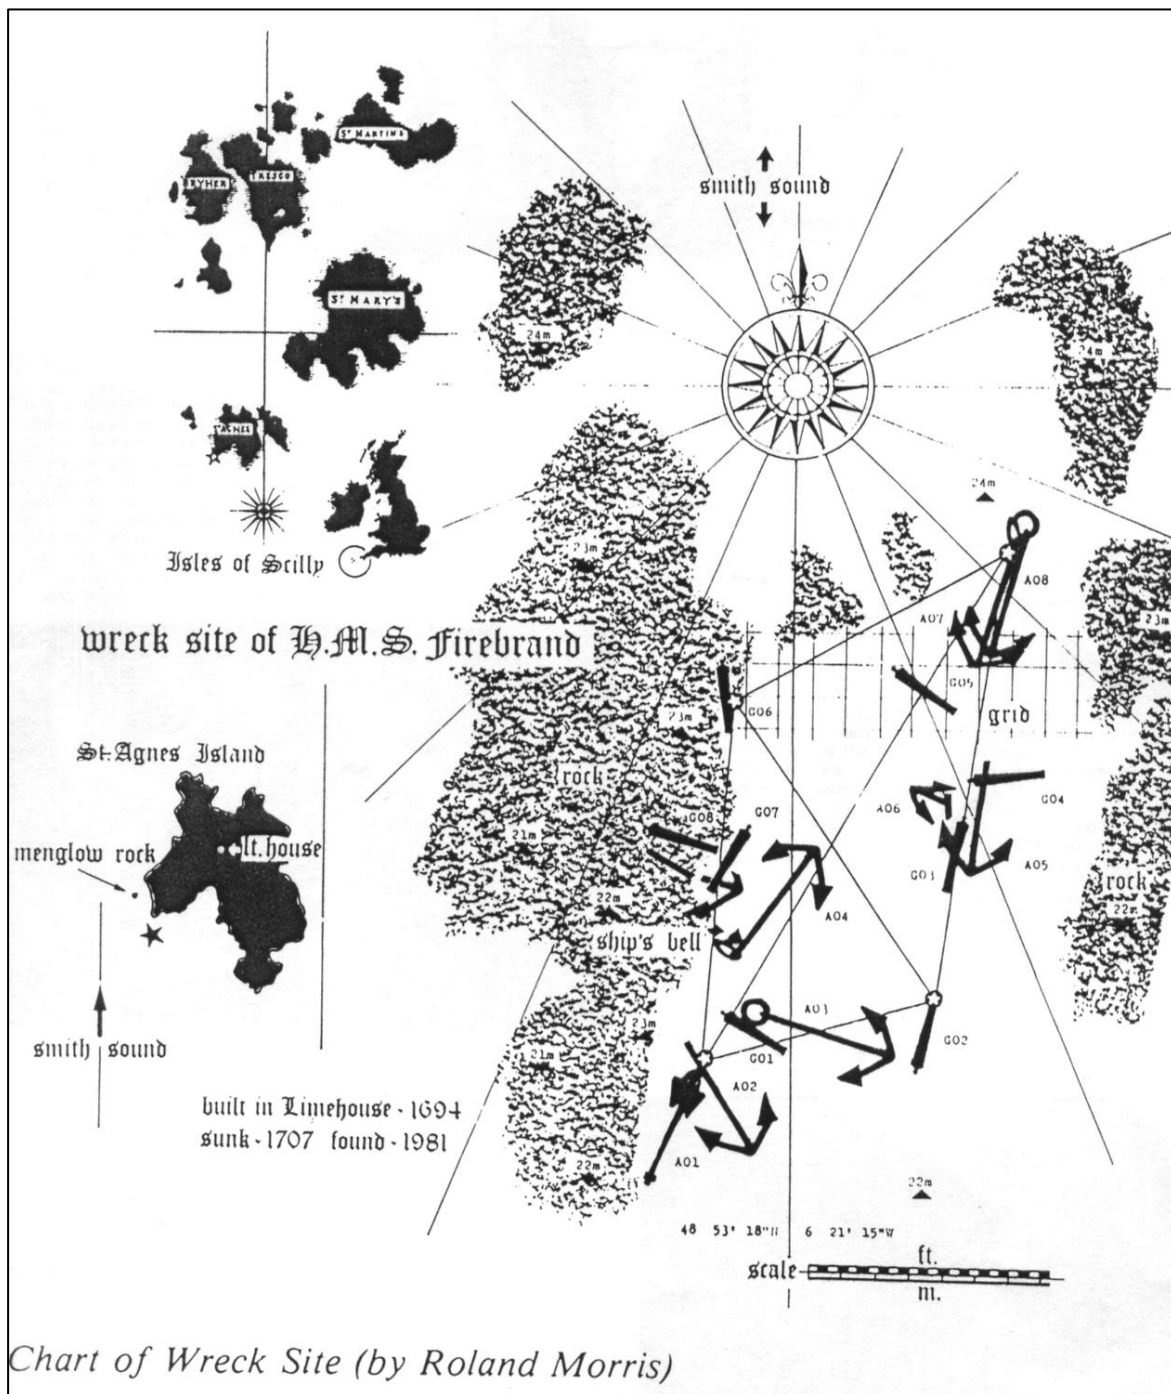 St MARTINS
BRYHER
TRESCO
St MARY'S
AGNES
Isles of Scilly
smith sound
24m
24m
24m
wreck site of H.M.S. Firebrand
23m
23m
23m
A08
A07
G05
G06
grid
St. Agnes Island
lt. house
menglow rock
smith sound
rock
21m
22m
G08
G07
A04
ship's bell
A06
G04
G03
A05
rock
22m
A03
G01
G02
A02
A01
23m
21m
22m
22m
built in Limehouse - 1694
sunk - 1707 found - 1981
48 53' 18"N 6 21' 15"W
ft.
scale
m.
Chart of Wreck Site (by Roland Morris)